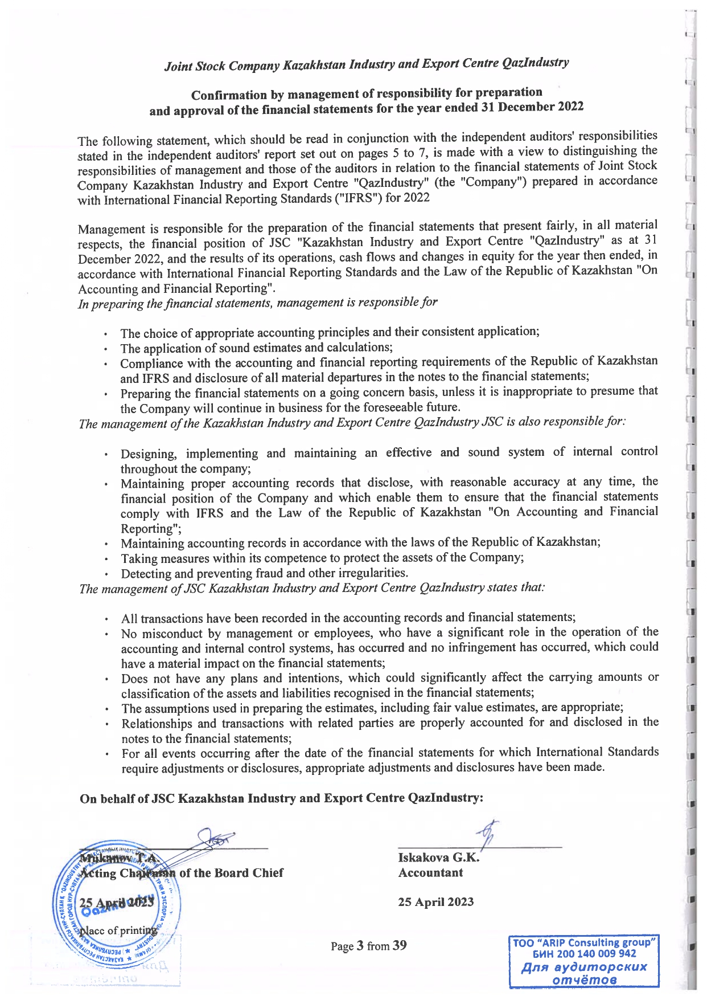 Joint Stock Company Kazakhstan Industry and Export Centre QazIndustry
Confirmation by management of responsibility for preparation
and approval of the financial statements for the year ended 31 December 2022
The following statement, which should be read in conjunction with the independent auditors' responsibilities
stated in the independent auditors' report set out on pages 5 to 7, is made with a view to distinguishing the
responsibilities of management and those of the auditors in relation to the financial statements of Joint Stock
Company Kazakhstan Industry and Export Centre "QazIndustry" (the "Company") prepared in accordance
with International Financial Reporting Standards ("IFRS") for 2022
Management is responsible for the preparation of the financial statements that present fairly, in all material
respects, the financial position of JSC "Kazakhstan Industry and Export Centre "QazIndustry" as at 31
December 2022, and the results of its operations, cash flows and changes in equity for the year then ended, in
accordance with International Financial Reporting Standards and the Law of the Republic of Kazakhstan "On
Accounting and Financial Reporting".
In preparing the financial statements, management is responsible for
· The choice of appropriate accounting principles and their consistent application;
· The application of sound estimates and calculations;
· Compliance with the accounting and financial reporting requirements of the Republic of Kazakhstan
and IFRS and disclosure of all material departures in the notes to the financial statements;
· Preparing the financial statements on a going concern basis, unless it is inappropriate to presume that
the Company will continue in business for the foreseeable future.
The management of the Kazakhstan Industry and Export Centre QazIndustry JSC is also responsible for:
· Designing, implementing and maintaining an effective and sound system of internal control
throughout the company;
· Maintaining proper accounting records that disclose, with reasonable accuracy at any time, the
financial position of the Company and which enable them to ensure that the financial statements
comply with IFRS and the Law of the Republic of Kazakhstan "On Accounting and Financial
Reporting";
· Maintaining accounting records in accordance with the laws of the Republic of Kazakhstan;
· Taking measures within its competence to protect the assets of the Company;
· Detecting and preventing fraud and other irregularities.
The management of JSC Kazakhstan Industry and Export Centre QazIndustry states that:
· All transactions have been recorded in the accounting records and financial statements;
· No misconduct by management or employees, who have a significant role in the operation of the
accounting and internal control systems, has occurred and no infringement has occurred, which could
have a material impact on the financial statements;
· Does not have any plans and intentions, which could significantly affect the carrying amounts or
classification of the assets and liabilities recognised in the financial statements;
· The assumptions used in preparing the estimates, including fair value estimates, are appropriate;
· Relationships and transactions with related parties are properly accounted for and disclosed in the
notes to the financial statements;
· For all events occurring after the date of the financial statements for which International Standards
require adjustments or disclosures, appropriate adjustments and disclosures have been made.
On behalf of JSC Kazakhstan Industry and Export Centre QazIndustry:
Mukanov T.A.
Acting Chairman of the Board Chief
25 April 2023
QazIndustry
place of printing
Iskakova G.K.
Accountant
25 April 2023
Page 3 from 39
ТОО "ARIP Consulting group"
БИН 200 140 009 942
Для аудиторских
отчётов